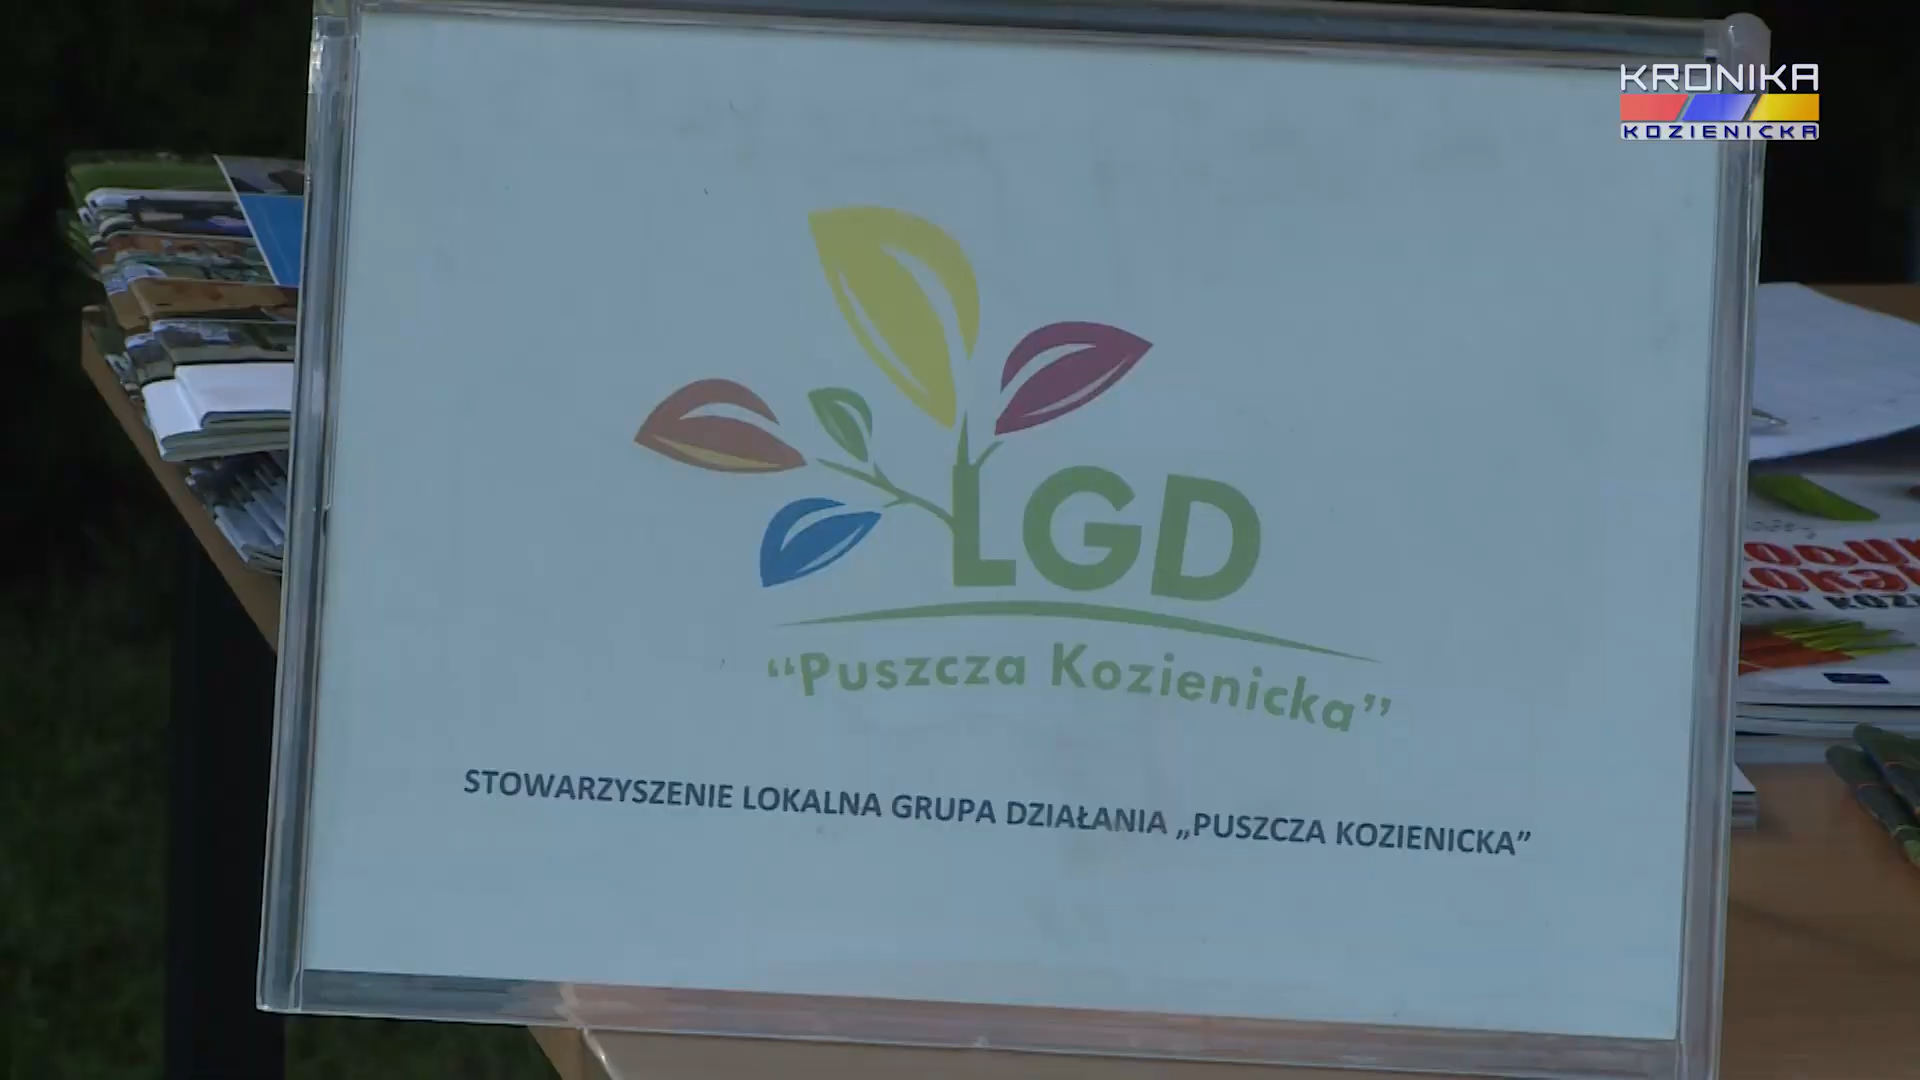 KRONIKA
KOZIENICKA
LGD
“Puszcza Kozienicka”
STOWARZYSZENIE LOKALNA GRUPA DZIAŁANIA „PUSZCZA KOZIENICKA”